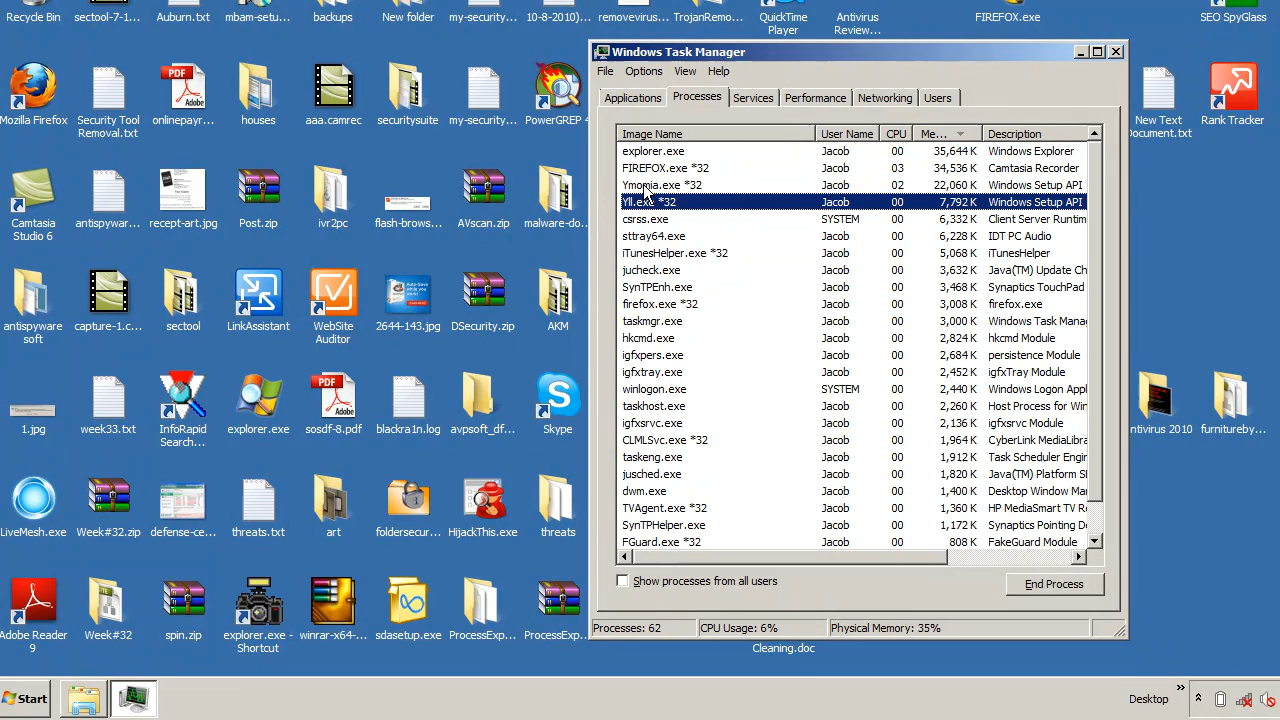 Recycle Bin
sectool-7-1...
Auburn.txt
mbam-setu...
backups
New folder
my-security...
10-8-2010)...
removevirus...
TrojanRemo...
QuickTime
Player
Antivirus
Review...
FIREFOX.exe
SEO SpyGlass
Mozilla Firefox
Security Tool
Removal.txt
onlinepayr...
houses
aaa.camrec
securitysuite
my-security...
PowerGREP 4
Text
Document.txt
Rank Tracker
Camtasia
Studio 6
antispywar...
recept-art.jpg
Post.zip
ivr2pc
flash-brows...
AVscan.zip
malware-do...
antispyware
soft
capture-1.c...
sectool
LinkAssistant
WebSite
Auditor
2644-143.jpg
DSecurity.zip
AKM
1.jpg
week33.txt
InfoRapid
Search...
explorer.exe
sosdf-8.pdf
blackra1n.log
avpsoft_df...
Skype
ntivirus 2010
furnitureby...
LiveMesh.exe
Week#32.zip
defense-ce...
threats.txt
art
foldersecur...
HijackThis.exe
threats
Adobe Reader
9
Week#32
spin.zip
explorer.exe -
Shortcut
winrar-x64-...
sdasetup.exe
ProcessExp...
ProcessExp...
Cleaning.doc
Windows Task Manager
File Options View Help
Applications Processes Services Performance Networking Users
Image Name User Name CPU Me... Description
explorer.exe Jacob 00 35,644 K Windows Explorer
FIREFOX.exe *32 Jacob 03 34,536 K Camtasia Recorder
Ymonia.exe *32 Jacob 02 Windows Setup API
*32 Jacob 00 7,792 K Windows Setup API
csrss.exe SYSTEM 00 6,332 K Client Server Runtim
sttray64.exe Jacob 00 6,228 K IDT PC Audio
iTunesHelper.exe *32 Jacob 00 5,068 K iTunesHelper
jucheck.exe Jacob 00 4,632 K Java(TM) Update Ch
SynTPEnh.exe Jacob 00 3,468 K Synaptics TouchPad
firefox.exe *32 Jacob 00 3,008 K firefox.exe
taskmgr.exe Jacob 00 3,000 K Windows Task Manag
hkcmd.exe Jacob 00 2,824 K hkcmd Module
igfxpers.exe Jacob 00 2,684 K persistence Module
igfxtray.exe Jacob 00 2,452 K igfxTray Module
winlogon.exe SYSTEM 00 2,440 K Windows Logon Appl
taskhost.exe Jacob 00 2,260 K Host Process for Win
igfxsrvc.exe Jacob 00 2,136 K igfxsrvc Module
CLMLSvc.exe *32 Jacob 00 1,964 K CyberLink MediaLibra
taskeng.exe Jacob 00 1,912 K Task Scheduler Engin
jusched.exe Jacob 00 1,820 K Java(TM) Platform SE
dwm.exe Jacob 00 1,400 K Desktop Window Mar
TVAgent.exe *32 Jacob 00 1,360 K HP MediaSmart TV Re
SynTPHelper.exe Jacob 00 1,172 K Synaptics Pointing De
FGuard.exe *32 Jacob 00 808 K FakeGuard Module
Show processes from all users
End Process
Processes: 62 CPU Usage: 6% Physical Memory: 35%
Start
Desktop